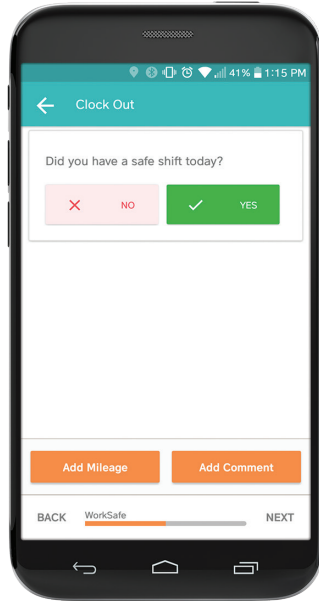 41% 1:15 PM
Clock Out
Did you have a safe shift today?
NO YES
Add Mileage Add Comment
BACK WorkSafe NEXT